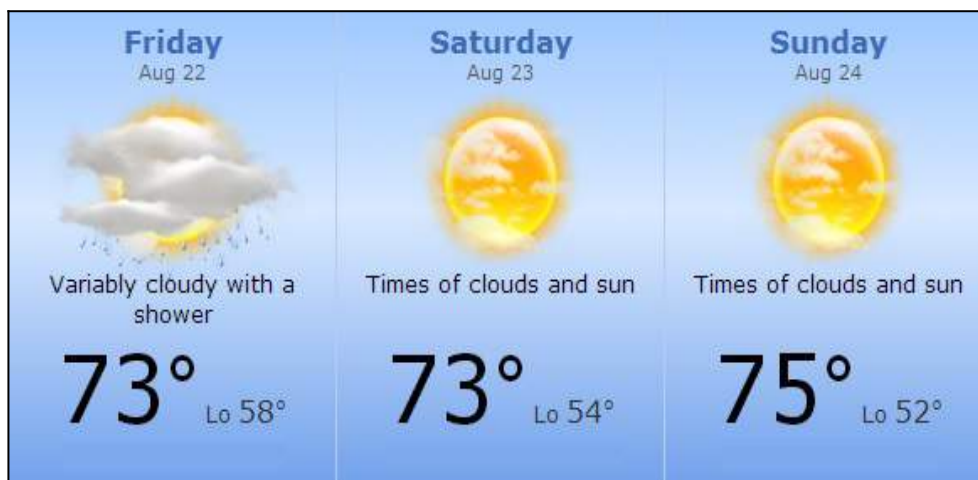 Friday
Aug 22
Variably cloudy with a
shower
73° Lo 58°
Saturday
Aug 23
Times of clouds and sun
73° Lo 54°
Sunday
Aug 24
Times of clouds and sun
75° Lo 52°